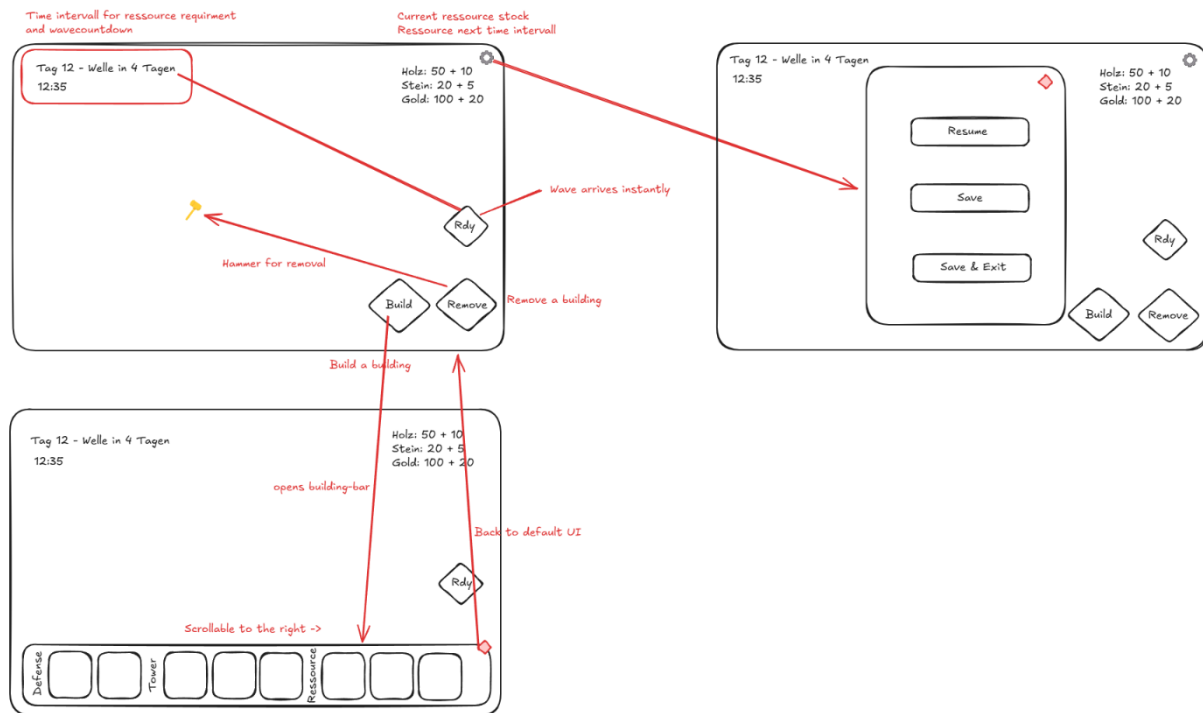 Time intervall for ressource requirment
and wavecountdown
Current ressource stock
Ressource next time intervall
Tag 12 - Welle in 4 Tagen
12:35
Holz: 50 + 10
Stein: 20 + 5
Gold: 100 + 20
Wave arrives instantly
Rdy
Hammer for removal
Build
Remove
Remove a building
Build a building
Tag 12 - Welle in 4 Tagen
12:35
Holz: 50 + 10
Stein: 20 + 5
Gold: 100 + 20
Resume
Save
Save & Exit
Rdy
Build
Remove
Tag 12 - Welle in 4 Tagen
12:35
Holz: 50 + 10
Stein: 20 + 5
Gold: 100 + 20
opens building-bar
Back to default UI
Rdy
Scrollable to the right ->
Defense
Tower
Ressource